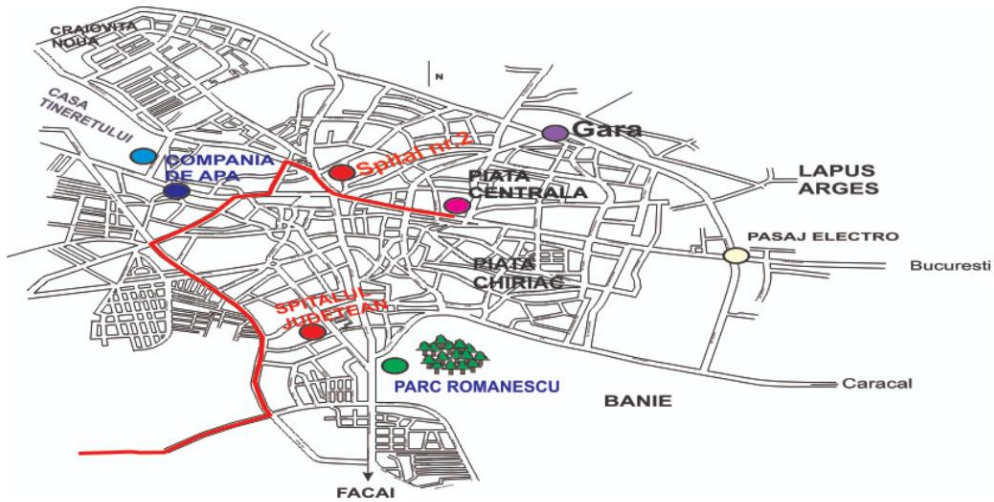 CRAIOVITA
NOUA
N
CASA
TINERETULUI
Gara
Spital nr.2
COMPANIA
DE APA
PIATA
CENTRALA
LAPUS
ARGES
PASAJ ELECTRO
Bucuresti
PIATA
CHIRIAC
SPITALUL
JUDETEAN
PARC ROMANESCU
Caracal
BANIE
FACAI